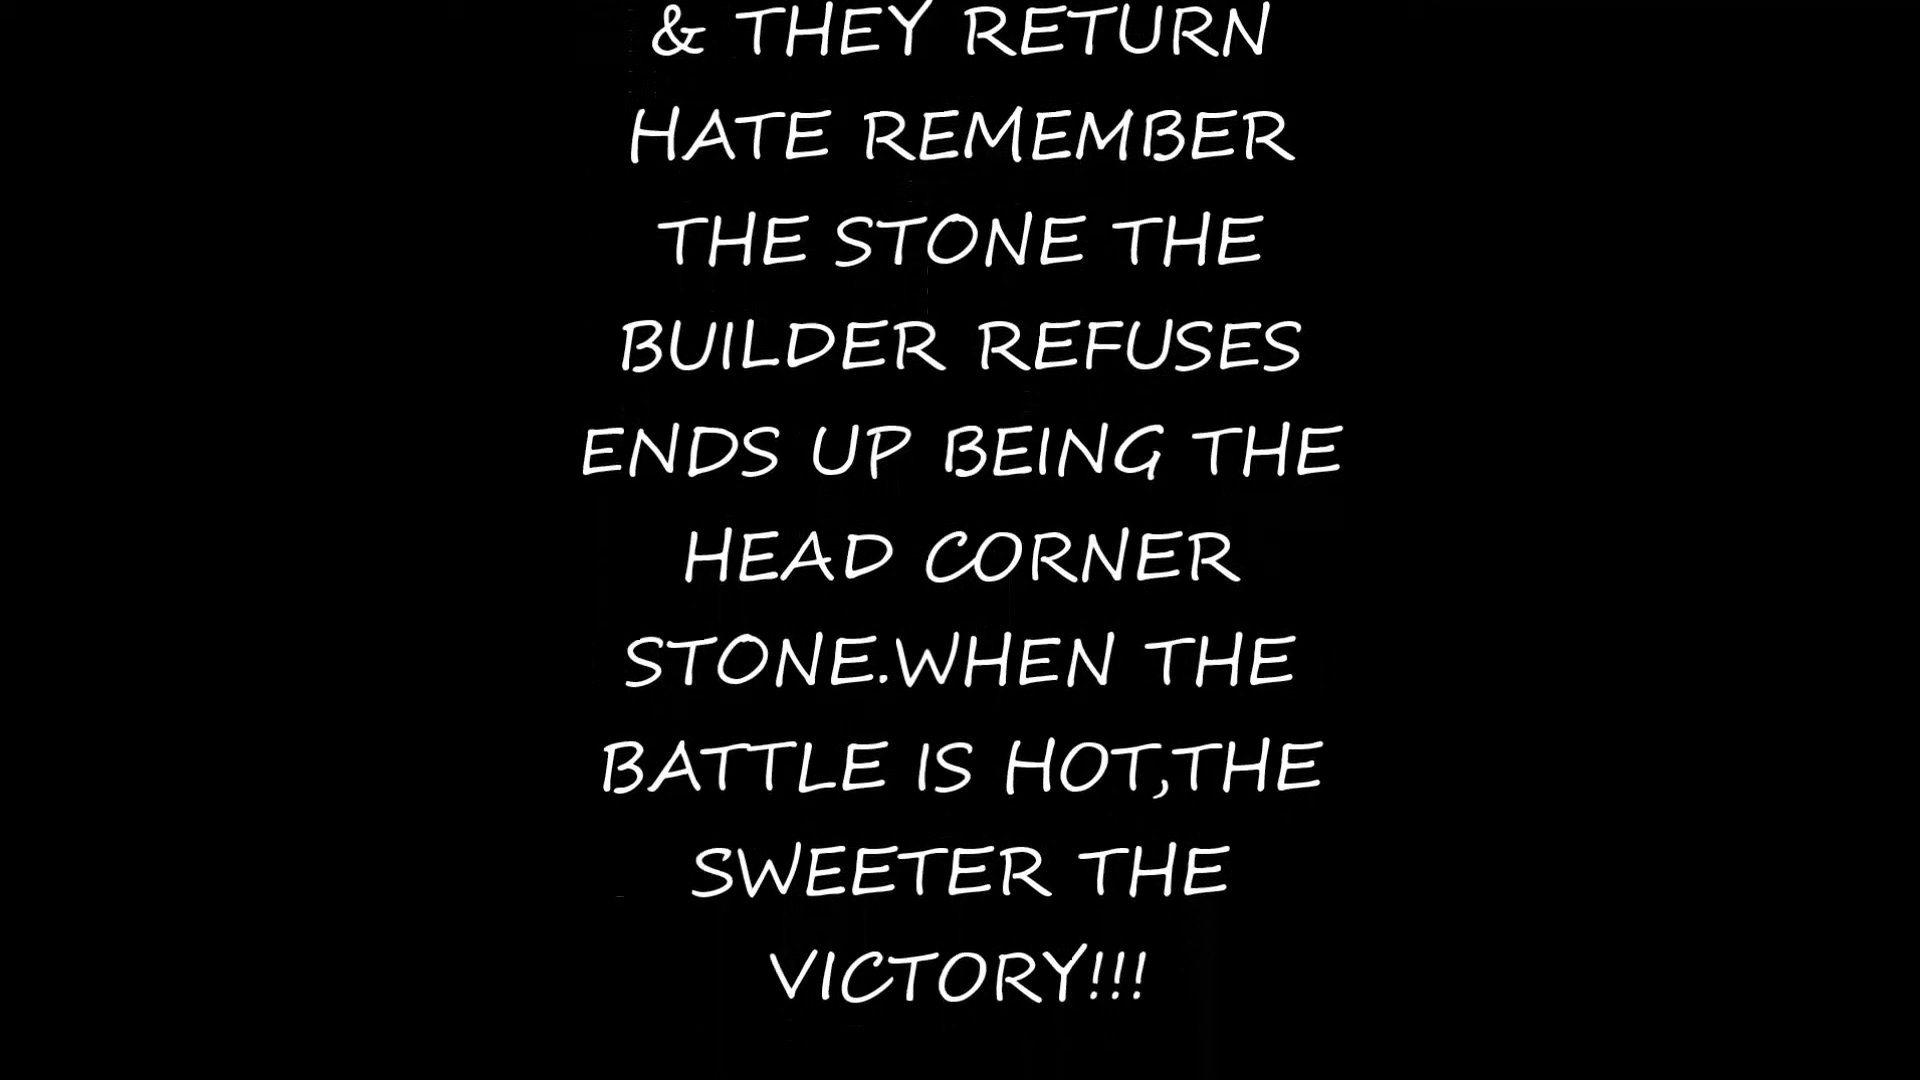 & THEY RETURN
HATE REMEMBER
THE STONE THE
BUILDER REFUSES
ENDS UP BEING THE
HEAD CORNER
STONE.WHEN THE
BATTLE IS HOT,THE
SWEETER THE
VICTORY!!!